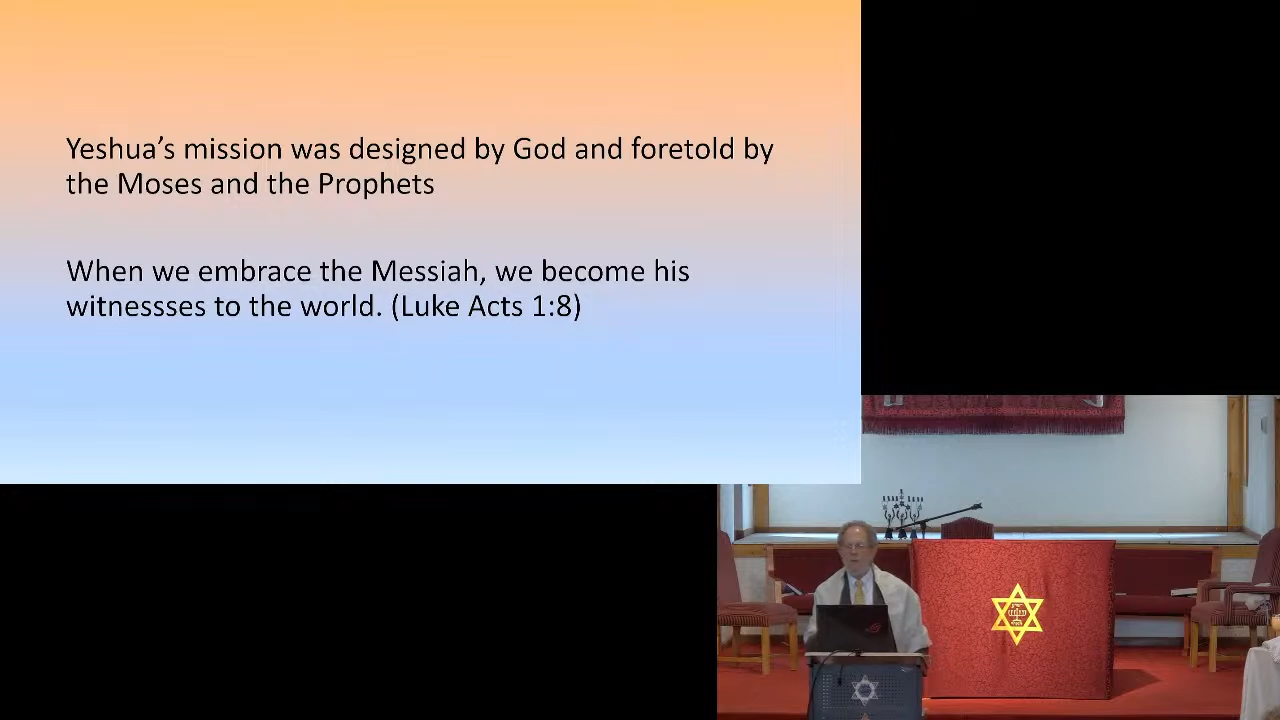 Yeshua’s mission was designed by God and foretold by
the Moses and the Prophets
When we embrace the Messiah, we become his
witnessses to the world. (Luke Acts 1:8)